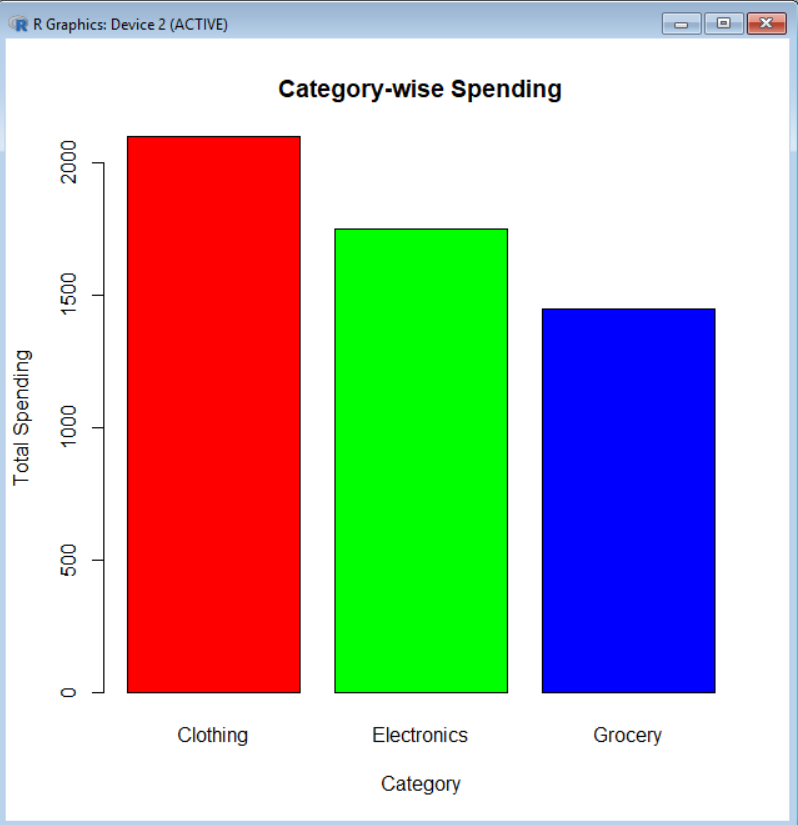 R Graphics: Device 2 (ACTIVE)
Category-wise Spending
Total Spending
2000
1500
1000
500
0
Clothing Electronics Grocery
Category